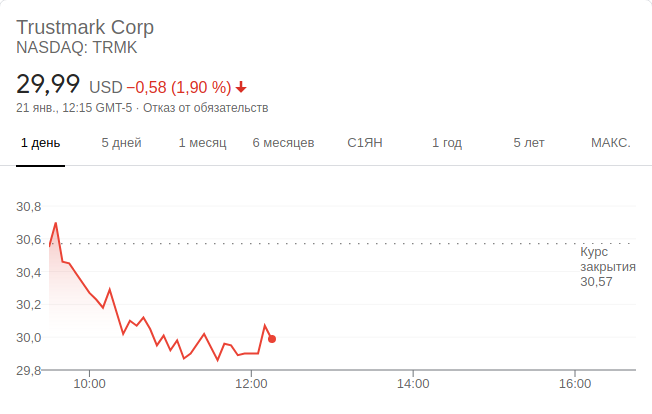 Trustmark Corp
NASDAQ: TRMK
29,99 USD −0,58 (1,90 %)
21 янв., 12:15 GMT-5 · Отказ от обязательств
1 день 5 дней 1 месяц 6 месяцев С1ЯН 1 год 5 лет МАКС.
30,8
30,6
Курс
закрытия
30,57
30,4
30,2
30,0
29,8
10:00 12:00 14:00 16:00